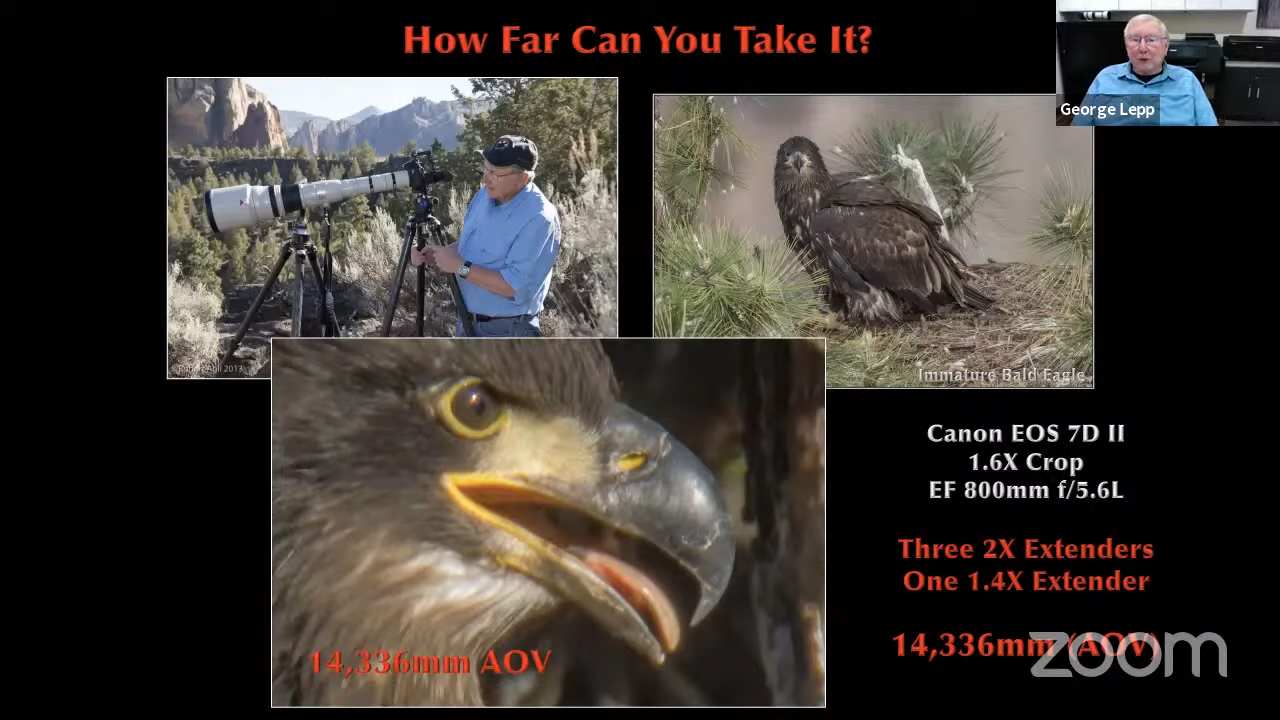 How Far Can You Take It?
George Lepp
Immature Bald Eagle
Canon EOS 7D II
1.6X Crop
EF 800mm f/5.6L
Three 2X Extenders
One 1.4X Extender
14,336mm (AOV)
14,336mm AOV
zoom